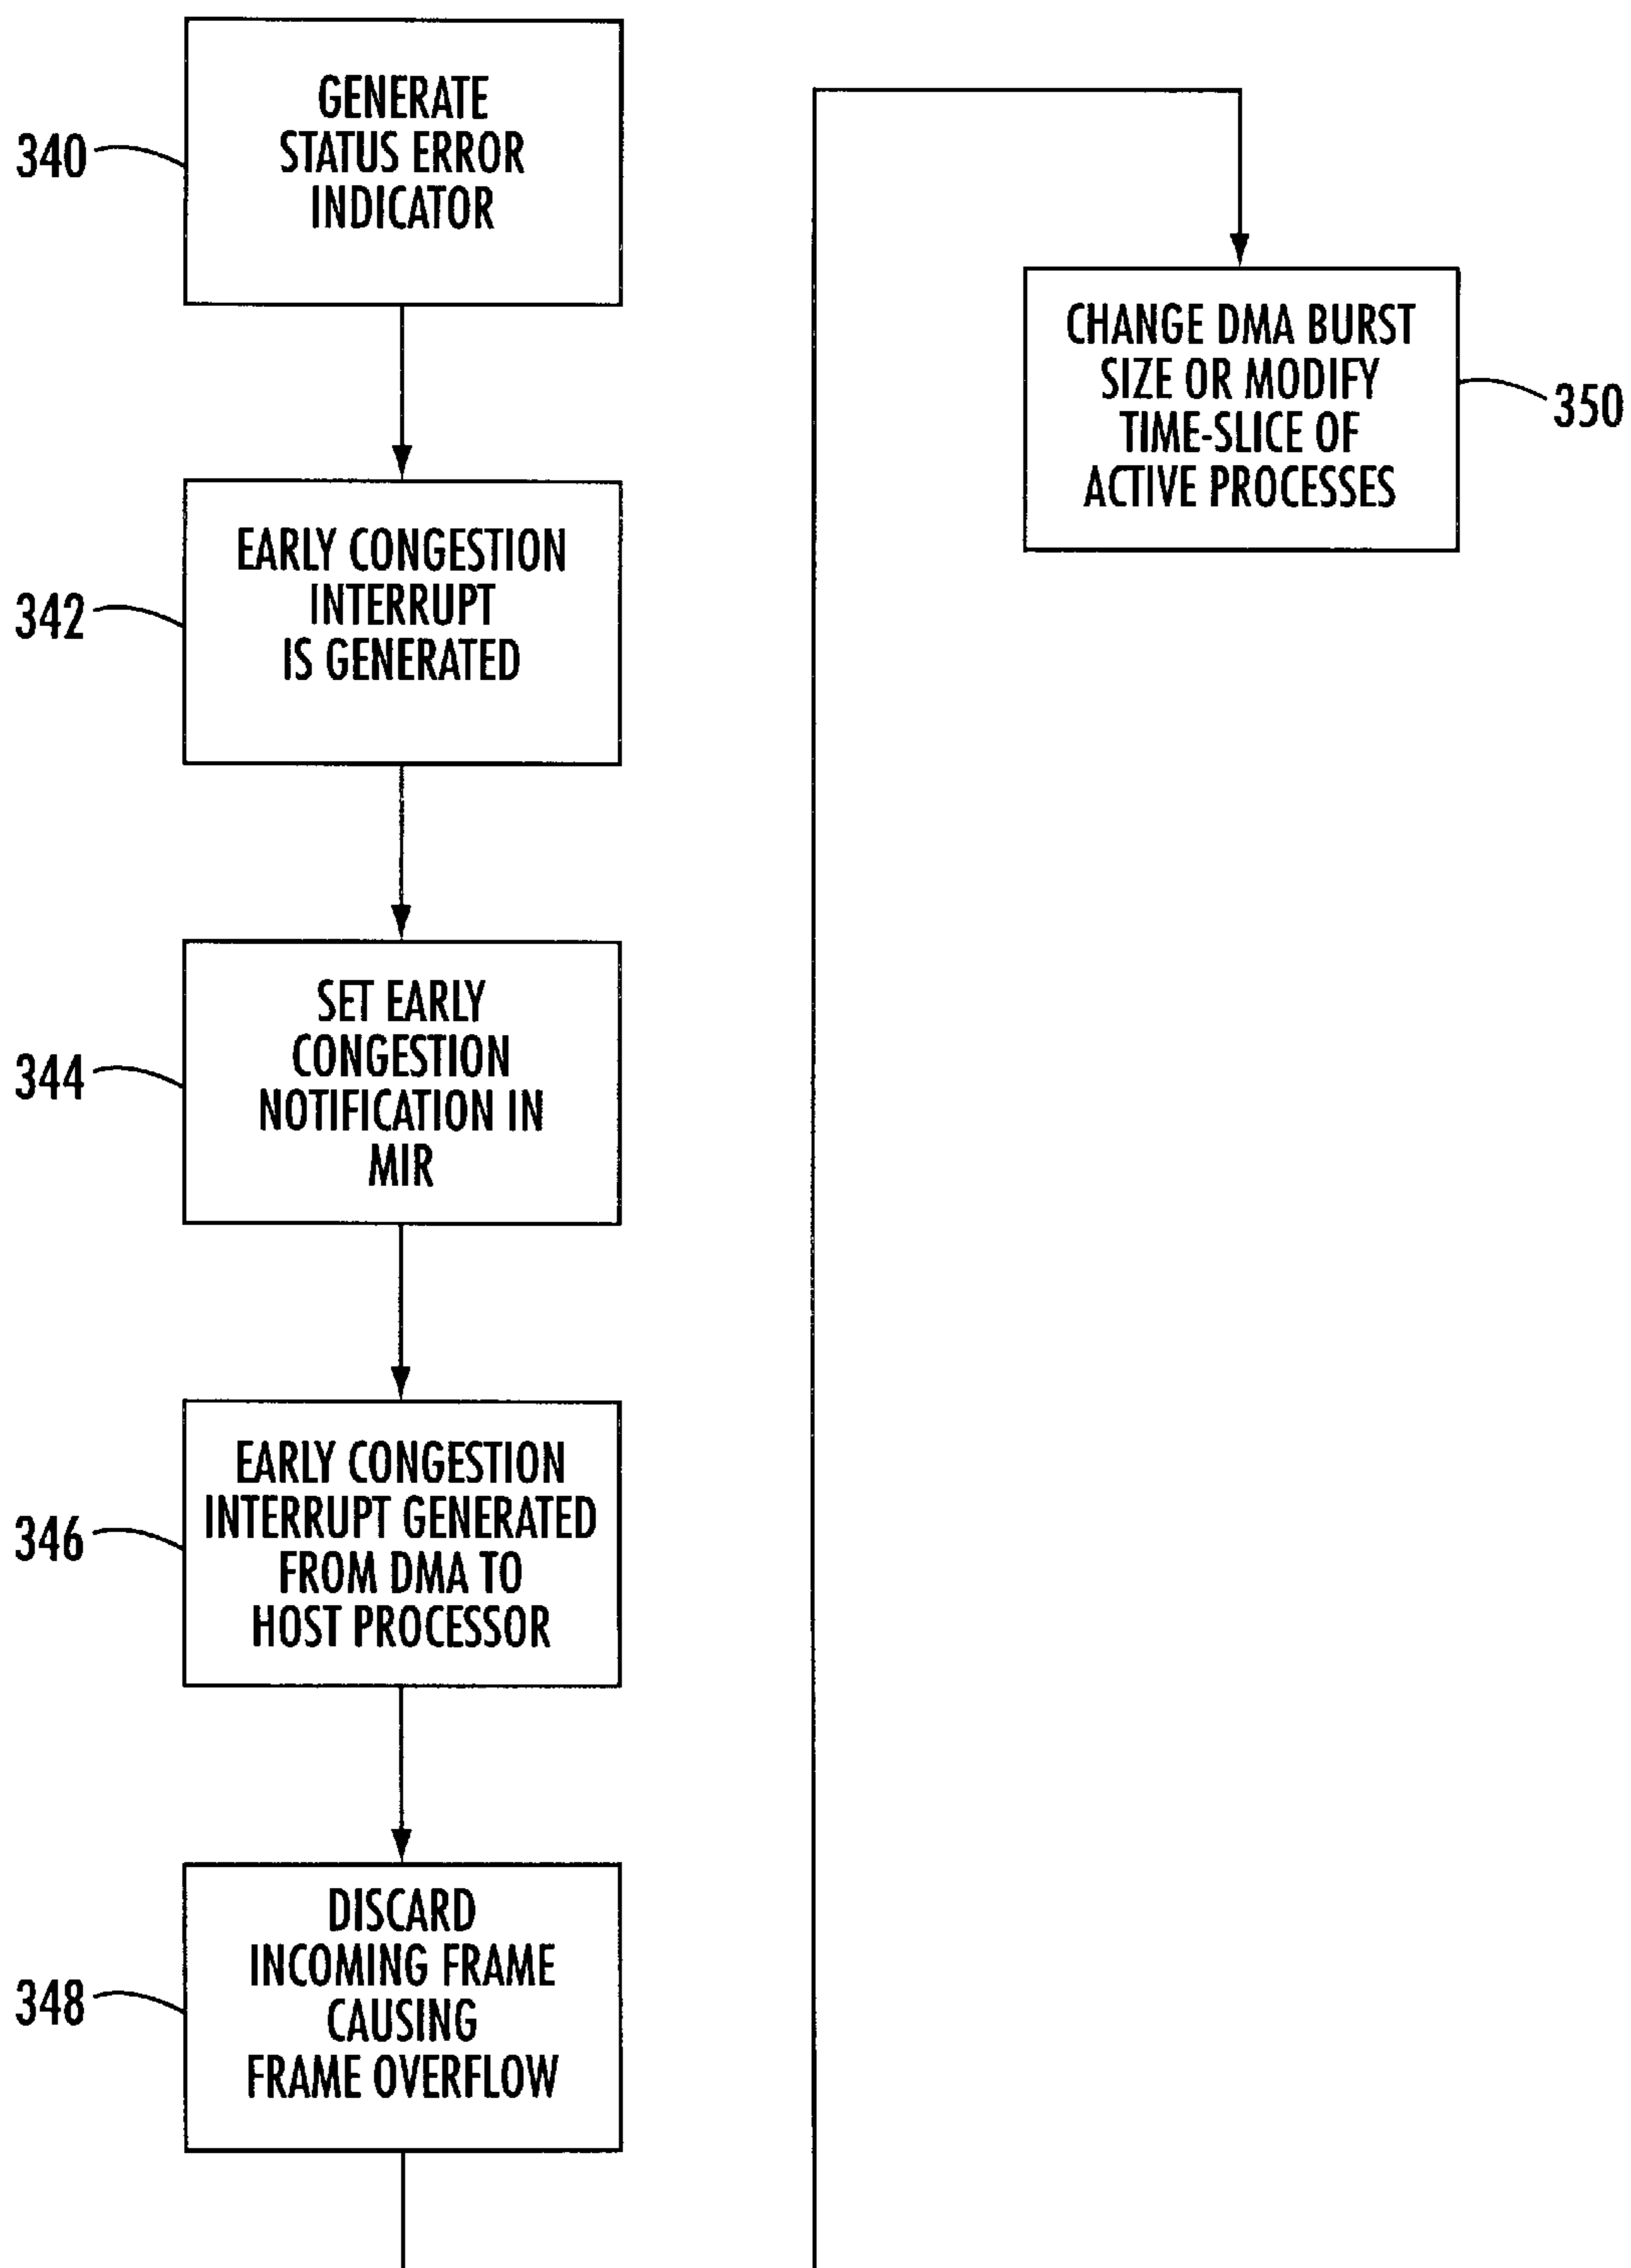 340
GENERATE
STATUS ERROR
INDICATOR
342
EARLY CONGESTION
INTERRUPT
IS GENERATED
344
SET EARLY
CONGESTION
NOTIFICATION IN
MIR
346
EARLY CONGESTION
INTERRUPT GENERATED
FROM DMA TO
HOST PROCESSOR
348
DISCARD
INCOMING FRAME
CAUSING
FRAME OVERFLOW
CHANGE DMA BURST
SIZE OR MODIFY
TIME-SLICE OF
ACTIVE PROCESSES
350